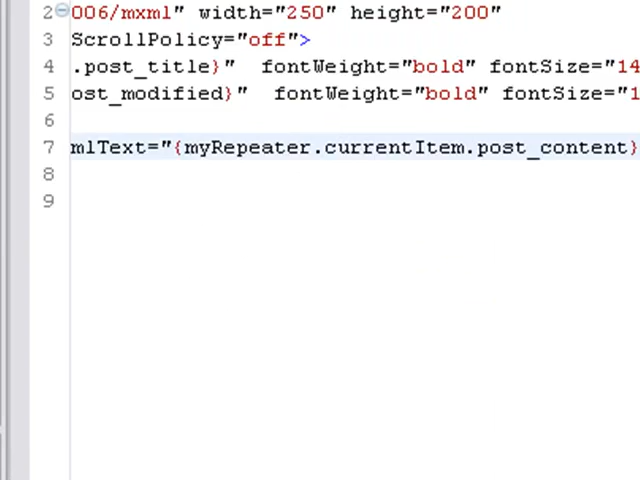 2 006/mxml" width="250" height="200"
3 ScrollPolicy="off">
4 .post_title}" fontWeight="bold" fontSize="14
5 ost_modified}" fontWeight="bold" fontSize="1
6
7 mlText="{myRepeater.currentItem.post_content}
8
9